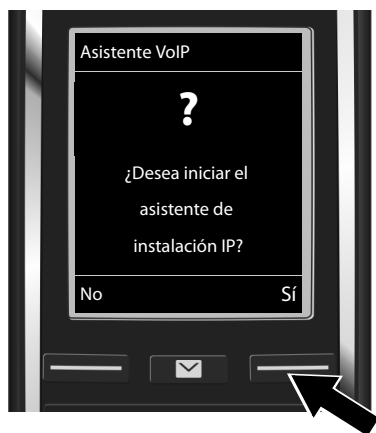 Asistente VoIP
?
¿Desea iniciar el
asistente de
instalación IP?
No Sí